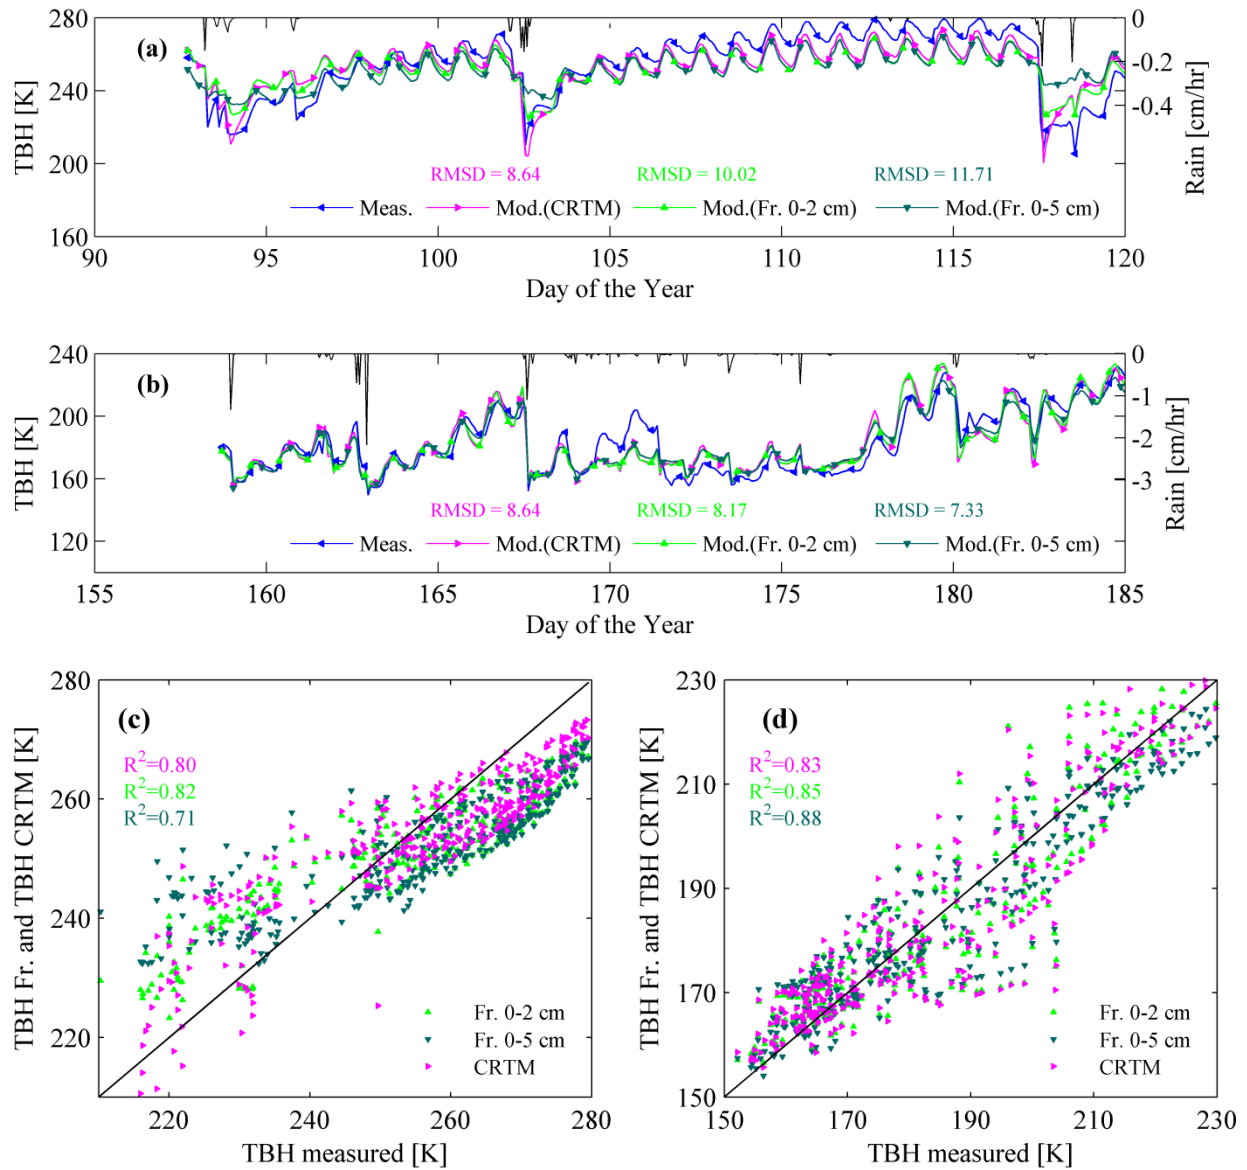 280
260
240
220
200
180
160
TBH [K]
(a)
0
-0.2
-0.4
Rain [cm/hr]
RMSD = 8.64
RMSD = 10.02
RMSD = 11.71
Meas.
Mod.(CRTM)
Mod.(Fr. 0-2 cm)
Mod.(Fr. 0-5 cm)
90 95 100 105 110 115 120
Day of the Year
240
200
160
120
TBH [K]
(b)
0
-1
-2
-3
Rain [cm/hr]
RMSD = 8.64
RMSD = 8.17
RMSD = 7.33
Meas.
Mod.(CRTM)
Mod.(Fr. 0-2 cm)
Mod.(Fr. 0-5 cm)
155 160 165 170 175 180 185
Day of the Year
280
260
240
220
TBH Fr. and TBH CRTM [K]
(c)
R²=0.80
R²=0.82
R²=0.71
Fr. 0-2 cm
Fr. 0-5 cm
CRTM
220 240 260 280
TBH measured [K]
230
210
190
170
150
TBH Fr. and TBH CRTM [K]
(d)
R²=0.83
R²=0.85
R²=0.88
Fr. 0-2 cm
Fr. 0-5 cm
CRTM
150 170 190 210 230
TBH measured [K]